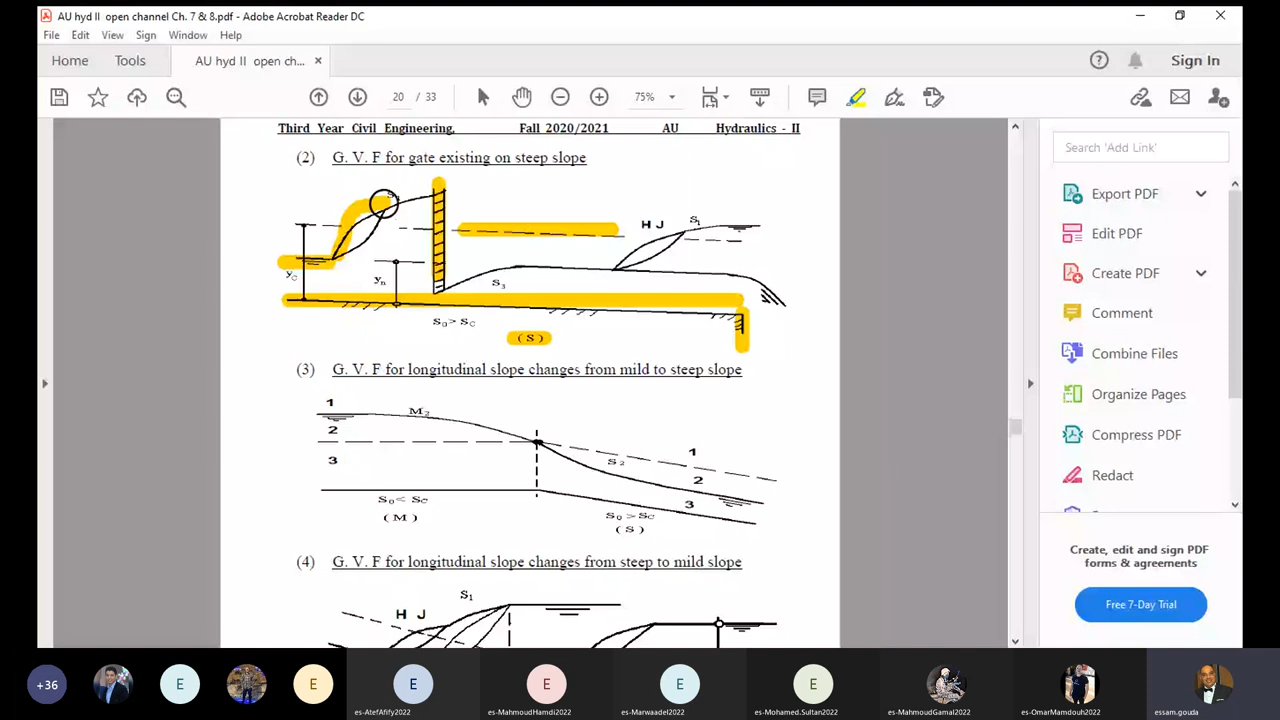 AU hyd II open channel Ch. 7 & 8.pdf - Adobe Acrobat Reader DC
File Edit View Sign Window Help
Home Tools AU hyd II open ch... × Sign In
20 / 33 75%
Third Year Civil Engineering, Fall 2020/2021 AU Hydraulics - II
(2) G. V. F for gate existing on steep slope
H J S1
yC yn S3
S0> SC
( S )
(3) G. V. F for longitudinal slope changes from mild to steep slope
1 M2
2
3
S2 1
2
3
S0< SC
( M )
S0> SC
( S )
(4) G. V. F for longitudinal slope changes from steep to mild slope
S1
H J
Search 'Add Link'
Export PDF
Edit PDF
Create PDF
Comment
Combine Files
Organize Pages
Compress PDF
Redact
Create, edit and sign PDF
forms & agreements
Free 7-Day Trial
+36 E E E E E E
es-AtefAfify2022 es-MahmoudHamdi2022 es-Marwaadel2022 es-Mohamed.Sultan2022 es-MahmoudGamal2022 es-OmarMamdouh2022 essam.gouda